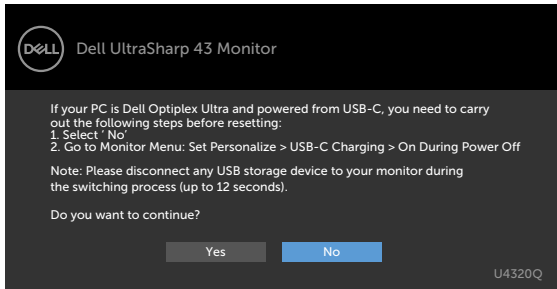 DELL
Dell UltraSharp 43 Monitor
If your PC is Dell Optiplex Ultra and powered from USB-C, you need to carry
out the following steps before resetting:
1. Select ‘ No’
2. Go to Monitor Menu: Set Personalize > USB-C Charging > On During Power Off
Note: Please disconnect any USB storage device to your monitor during
the switching process (up to 12 seconds).
Do you want to continue?
Yes No
U4320Q